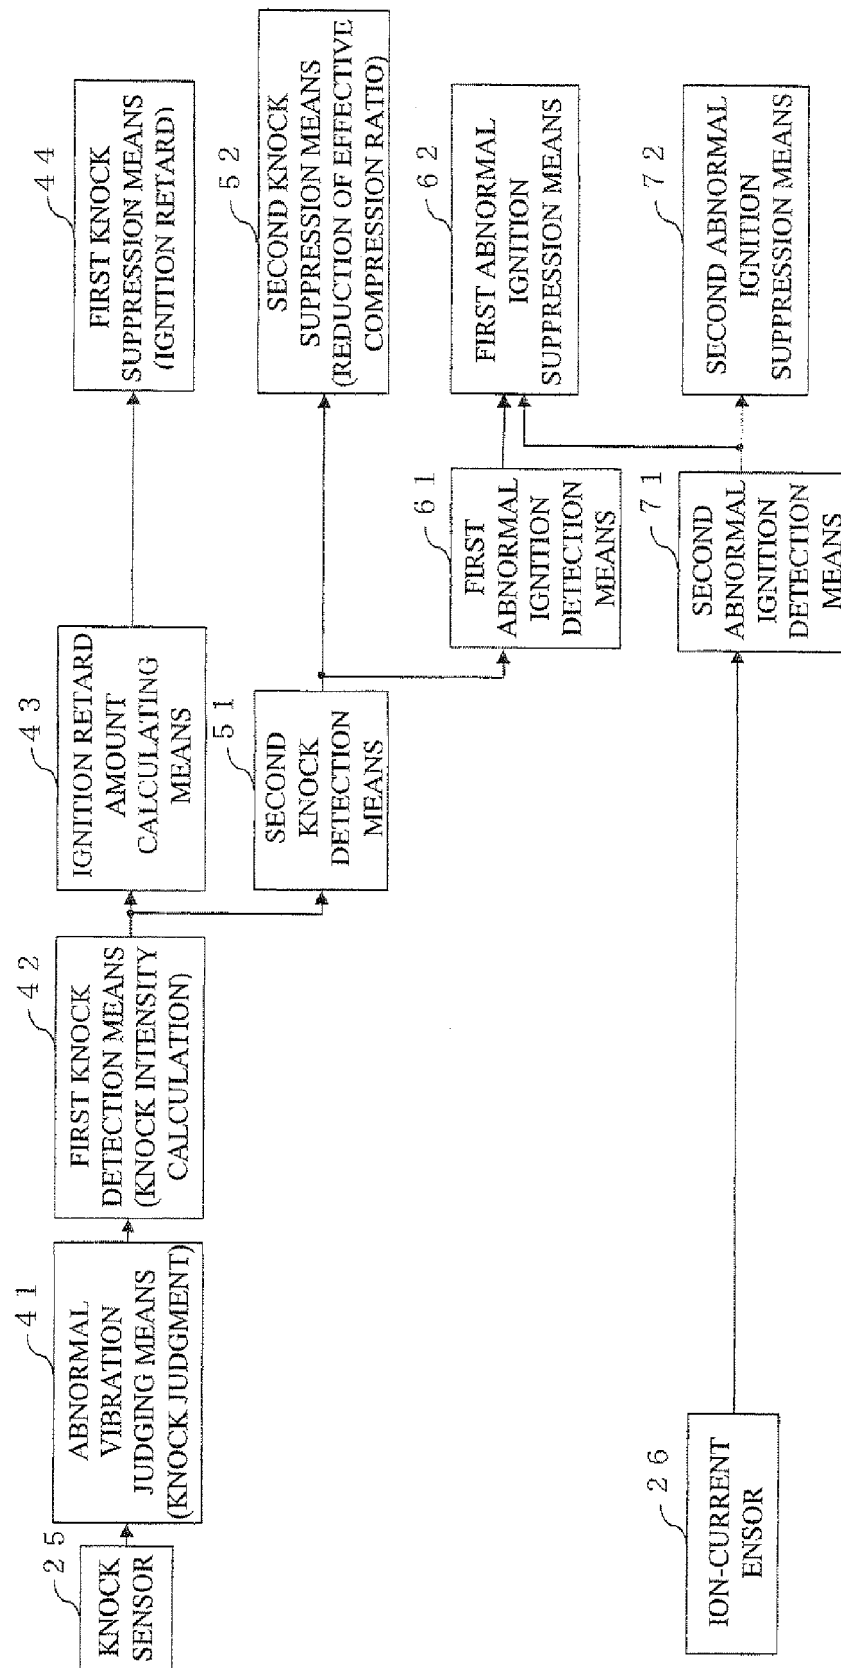 25
KNOCK
SENSOR
41
ABNORMAL
VIBRATION
JUDGING MEANS
(KNOCK JUDGMENT)
42
FIRST KNOCK
DETECTION MEANS
(KNOCK INTENSITY
CALCULATION)
43
IGNITION RETARD
AMOUNT
CALCULATING
MEANS
44
FIRST KNOCK
SUPPRESSION MEANS
(IGNITION RETARD)
51
SECOND
KNOCK
DETECTION
MEANS
52
SECOND KNOCK
SUPPRESSION MEANS
(REDUCTION OF EFFECTIVE
COMPRESSION RATIO)
61
FIRST
ABNORMAL
IGNITION
DETECTION
MEANS
62
FIRST ABNORMAL
IGNITION
SUPPRESSION MEANS
26
ION-CURRENT
ENSOR
71
SECOND
ABNORMAL
IGNITION
DETECTION
MEANS
72
SECOND ABNORMAL
IGNITION
SUPPRESSION MEANS